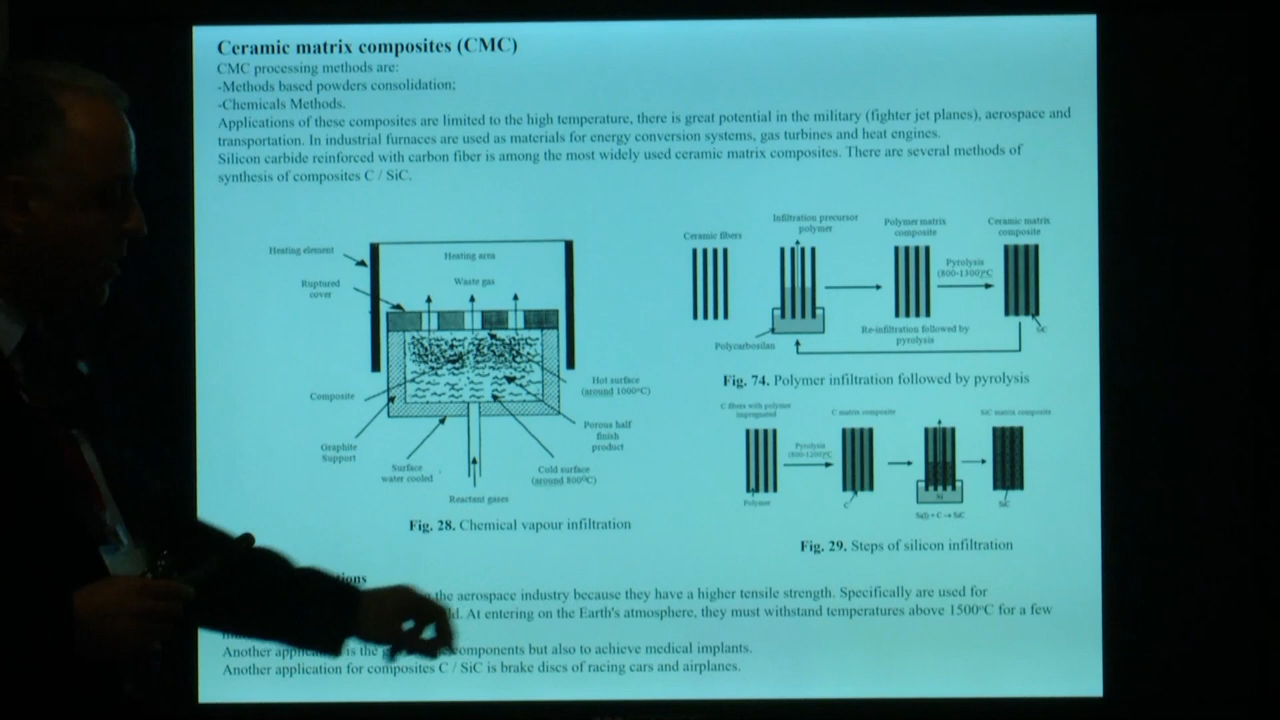 Ceramic matrix composites (CMC)
CMC processing methods are:
-Methods based powders consolidation;
-Chemicals Methods.
Applications of these composites are limited to the high temperature, there is great potential in the military (fighter jet planes), aerospace and
transportation. In industrial furnaces are used as materials for energy conversion systems, gas turbines and heat engines.
Silicon carbide reinforced with carbon fiber is among the most widely used ceramic matrix composites. There are several methods of
synthesis of composites C / SiC.
Heating element
Heating area
Ruptured
cover
Waste gas
Composite
Hot surface
(around 1000°C)
Graphite
Support
Porous half
finish
product
Surface
water cooled
Cold surface
(around 800°C)
Reactant gases
Fig. 28. Chemical vapour infiltration
Ceramic fibers
Infiltration precursor
polymer
Polymer matrix
composite
Ceramic matrix
composite
Pyrolysis
(800-1300)°C
SiC
Polycarbosilan
Re-infiltration followed by
pyrolysis
Fig. 74. Polymer infiltration followed by pyrolysis
C fibers with polymer
impregnated
C matrix composite
SiC matrix composite
Pyrolysis
(800-1200)°C
Polymer
C
Si
SiC
Si(l) + C → SiC
Fig. 29. Steps of silicon infiltration
ions
the aerospace industry because they have a higher tensile strength. Specifically are used for
ld. At entering on the Earth's atmosphere, they must withstand temperatures above 1500°C for a few
Another is the components but also to achieve medical implants.
Another application for composites C / SiC is brake discs of racing cars and airplanes.